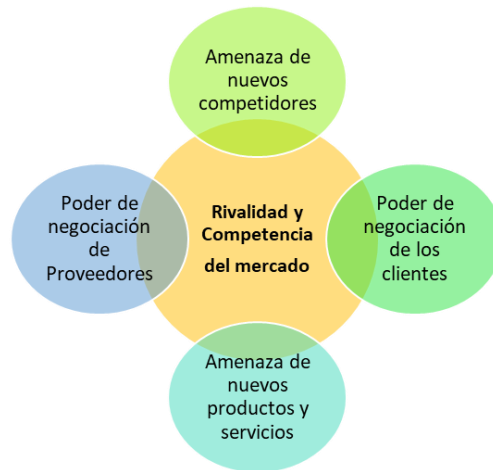 Amenaza de
nuevos
competidores
Poder de
negociación
de
Proveedores
Rivalidad y
Competencia
del mercado
Poder de
negociación
de los
clientes
Amenaza de
nuevos
productos y
servicios